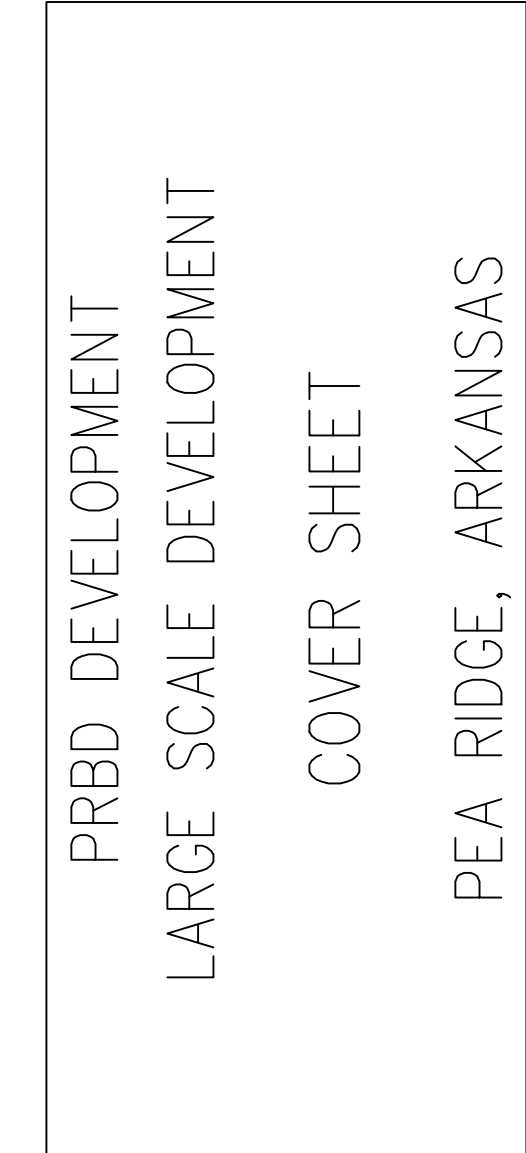 PRBD DEVELOPMENT
LARGE SCALE DEVELOPMENT
COVER SHEET
PEA RIDGE, ARKANSAS